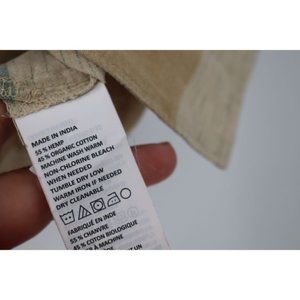 MADE IN INDIA
55 % HEMP
45 % ORGANIC COTTON
MACHINE WASH WARM
NON-CHLORINE BLEACH
WHEN NEEDED
TUMBLE DRY LOW
WARM IRON IF NEEDED
DRY CLEANABLE
FABRIQUÉ EN INDE
55 % CHANVRE
45 % COTON BIOLOGIQUE
À MACHINE